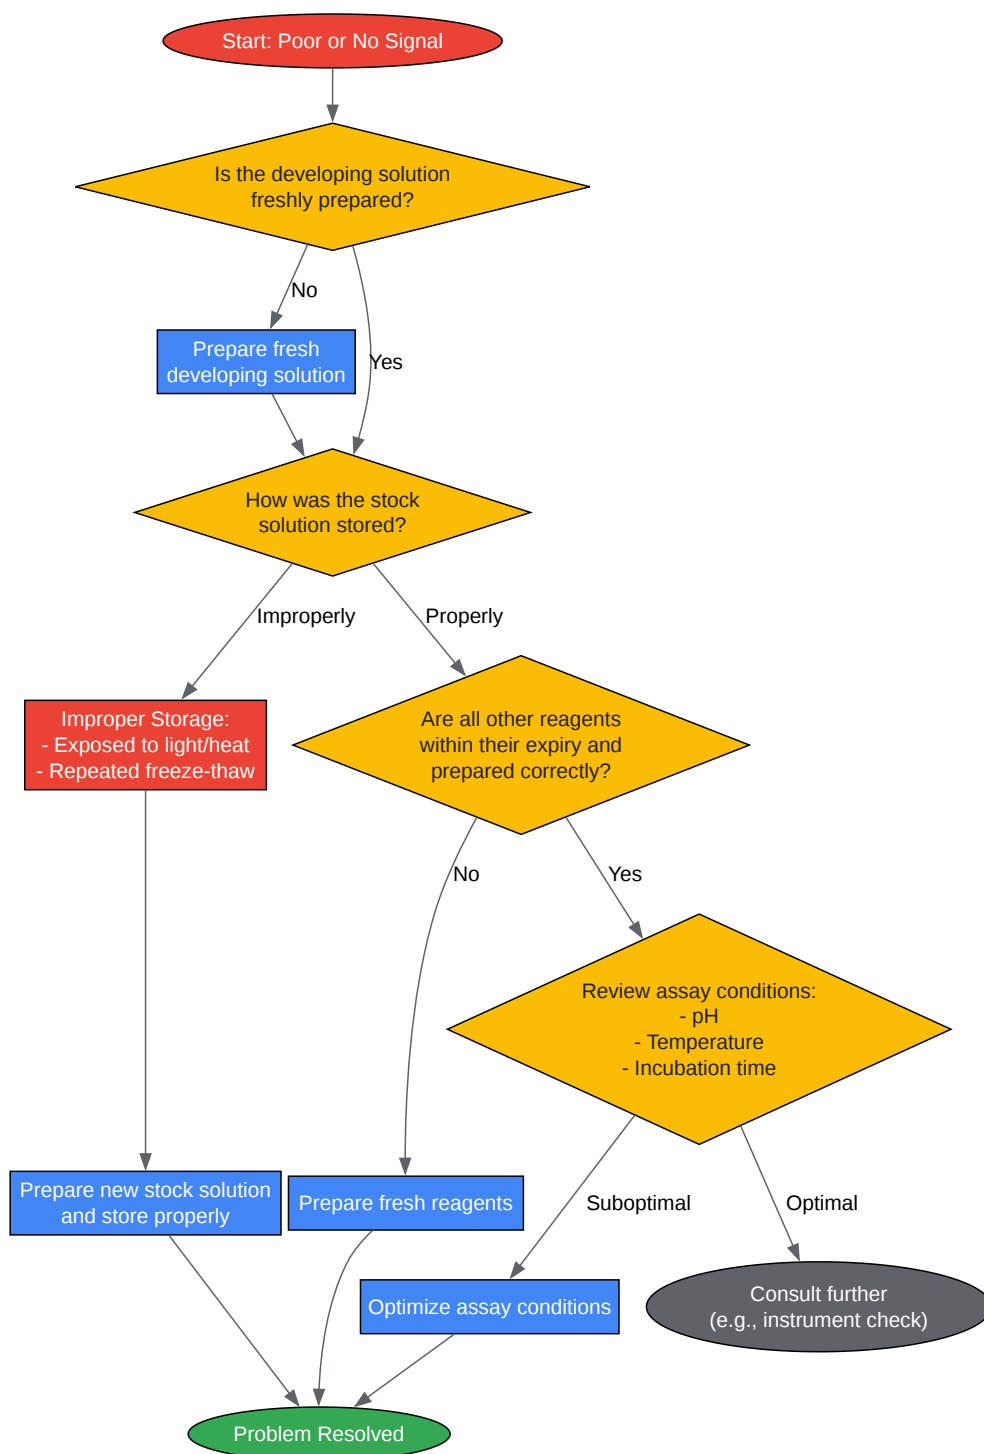 Start: Poor or No Signal
Is the developing solution
freshly prepared?
No
Prepare fresh
developing solution
Yes
How was the stock
solution stored?
Improperly
Properly
Improper Storage:
- Exposed to light/heat
- Repeated freeze-thaw
Are all other reagents
within their expiry and
prepared correctly?
No
Yes
Review assay conditions:
- pH
- Temperature
- Incubation time
Prepare new stock solution
and store properly
Prepare fresh reagents
Suboptimal
Optimal
Optimize assay conditions
Consult further
(e.g., instrument check)
Problem Resolved